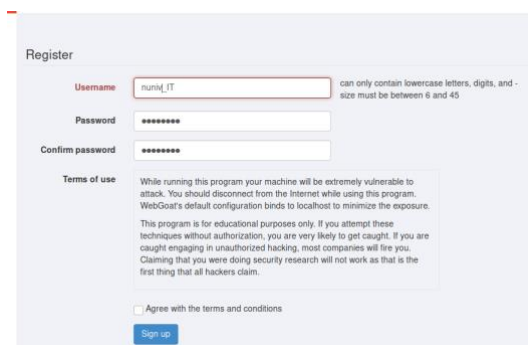 Register
Username
nuniv_IT
can only contain lowercase letters, digits, and -
size must be between 6 and 45
Password
Confirm password
Terms of use
While running this program your machine will be extremely vulnerable to
attack. You should disconnect from the Internet while using this program.
WebGoat's default configuration binds to localhost to minimize the exposure.
This program is for educational purposes only. If you attempt these
techniques without authorization, you are very likely to get caught. If you are
caught engaging in unauthorized hacking, most companies will fire you.
Claiming that you were doing security research will not work as that is the
first thing that all hackers claim.
Agree with the terms and conditions
Sign up